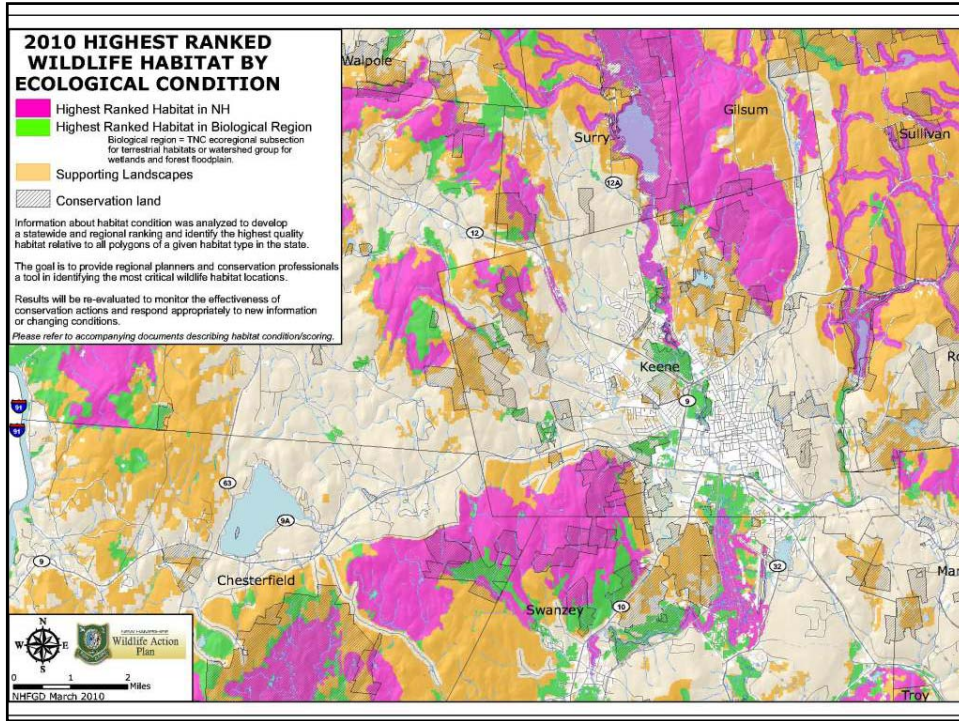 2010 HIGHEST RANKED
WILDLIFE HABITAT BY
ECOLOGICAL CONDITION
Highest Ranked Habitat in NH
Highest Ranked Habitat in Biological Region
Biological region = TNC ecoregional subsection
for terrestrial habitats or watershed group for
wetlands and forest floodplain.
Supporting Landscapes
Conservation land
Information about habitat condition was analyzed to develop
a statewide and regional ranking and identify the highest quality
habitat relative to all polygons of a given habitat type in the state.
The goal is to provide regional planners and conservation professionals
a tool in identifying the most critical wildlife habitat locations.
Results will be re-evaluated to monitor the effectiveness of
conservation actions and respond appropriately to new information
or changing conditions.
Please refer to accompanying documents describing habitat condition/scoring.
Walpole
Gilsum
Surry
Sullivan
12A
12
Ro
Keene
9
91
91
63
9A
9
Chesterfield
32
Mar
Swanzey
10
Troy
N
W
E
S
Wildlife Action
Plan
0 1 2
Miles
NHFGD March 2010